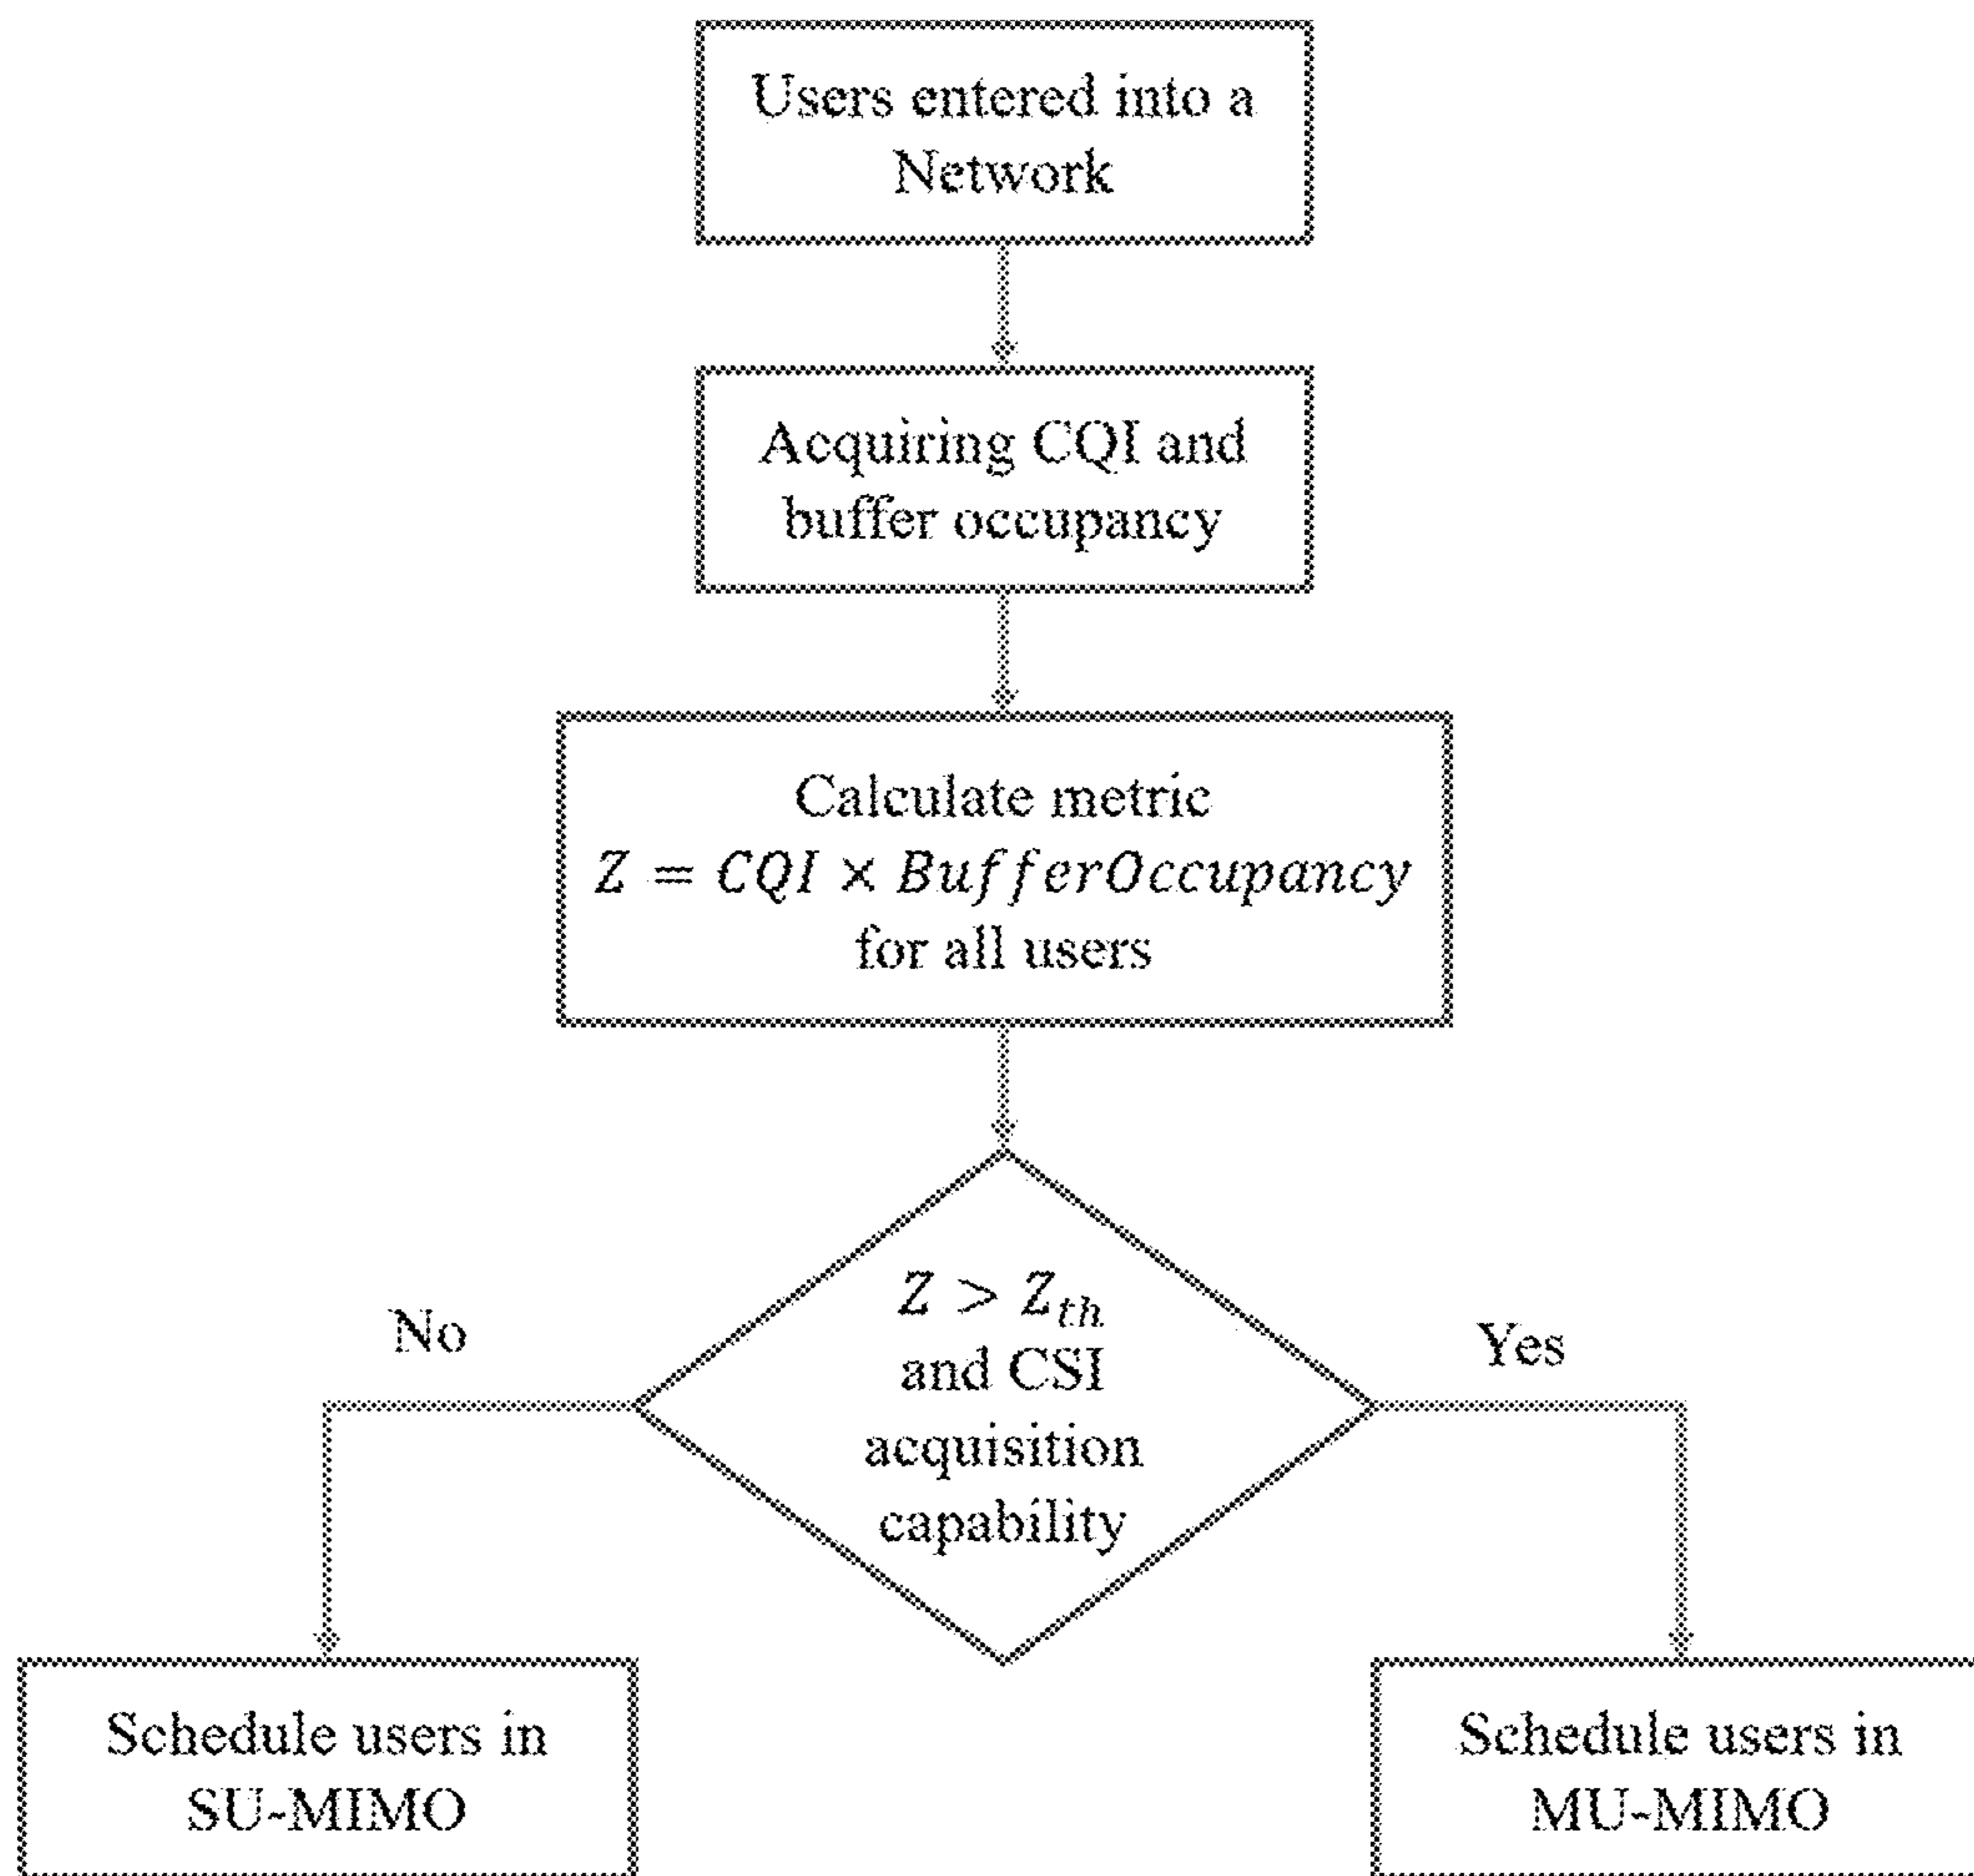 Users entered into a
Network
Acquiring CQI and
buffer occupancy
Calculate metric
Z = CQI × BufferOccupancy
for all users
Z > Z_th
and CSI
acquisition
capability
No
Yes
Schedule users in
SU-MIMO
Schedule users in
MU-MIMO